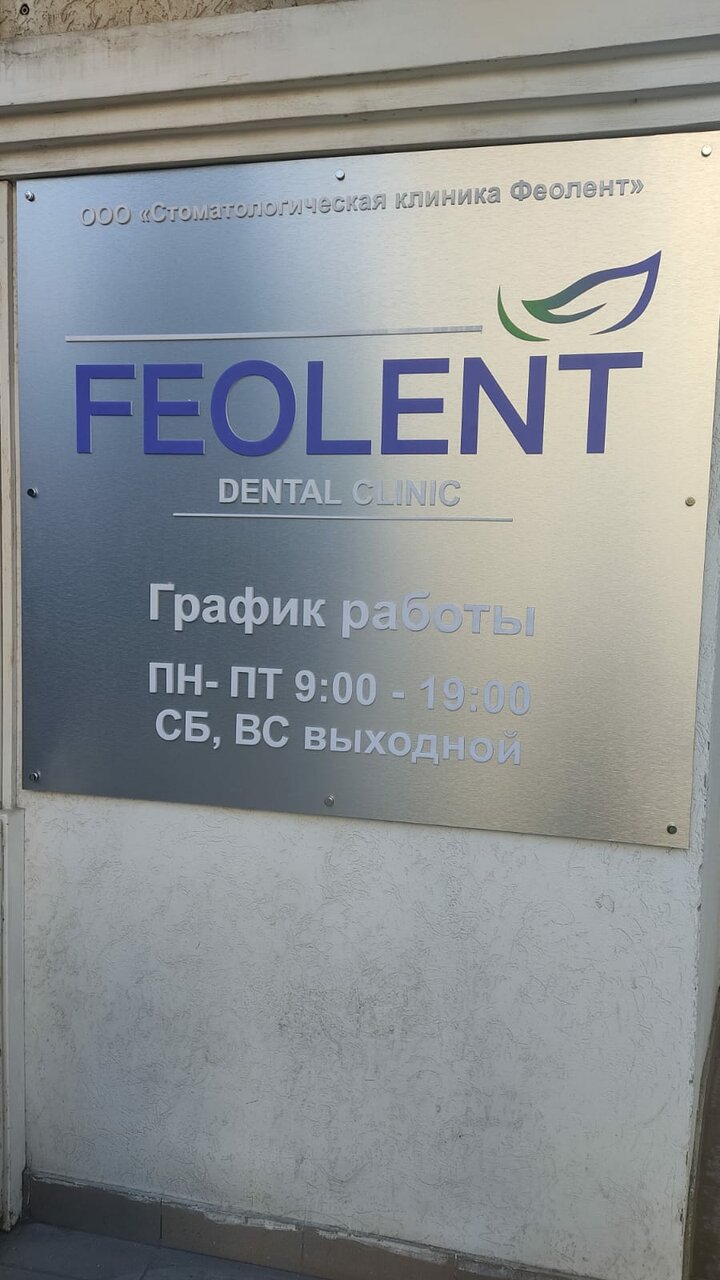 ООО «Стоматологическая клиника Феолент»
FEOLENT
DENTAL CLINIC
График работы
ПН- ПТ 9:00 - 19:00
СБ, ВС выходной